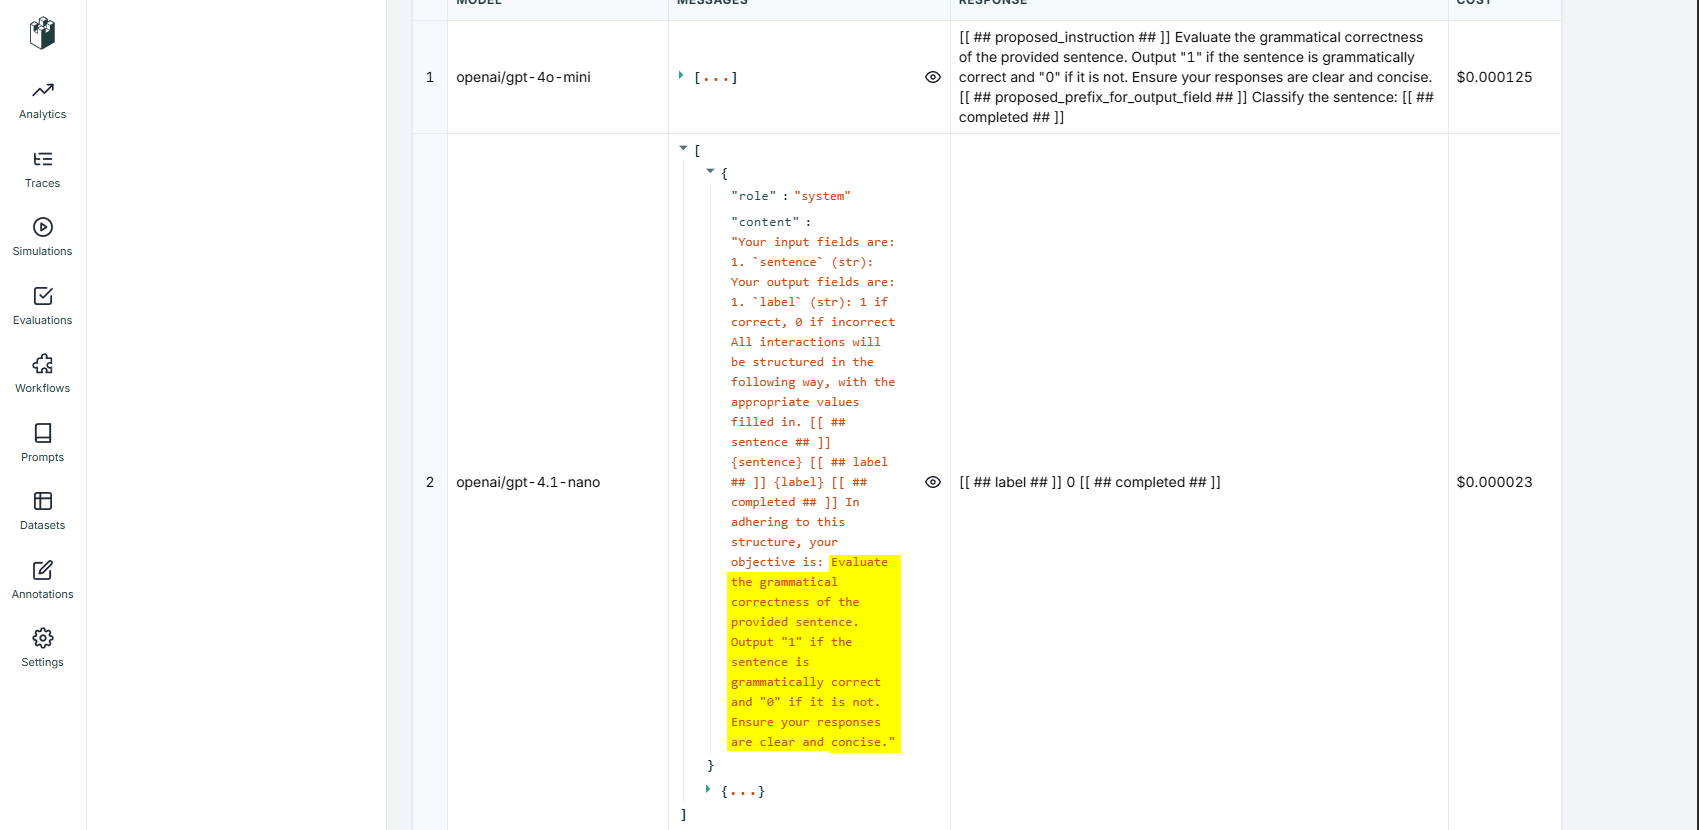 MODEL
MESSAGES
RESPONSE
COST
Analytics
Traces
Simulations
Evaluations
Workflows
Prompts
Datasets
Annotations
Settings
1
openai/gpt-4o-mini
[...]
[[ ## proposed_instruction ## ]] Evaluate the grammatical correctness
of the provided sentence. Output "1" if the sentence is grammatically
correct and "0" if it is not. Ensure your responses are clear and concise.
[[ ## proposed_prefix_for_output_field ## ]] Classify the sentence: [[ ##
completed ## ]]
$0.000125
2
openai/gpt-4.1-nano
[
{
"role" : "system"
"content" :
"Your input fields are:
1. `sentence` (str):
Your output fields are:
1. `label` (str): 1 if
correct, 0 if incorrect
All interactions will
be structured in the
following way, with the
appropriate values
filled in. [[ ##
sentence ## ]]
{sentence} [[ ## label
## ]] {label} [[ ##
completed ## ]] In
adhering to this
structure, your
objective is: Evaluate
the grammatical
correctness of the
provided sentence.
Output "1" if the
sentence is
grammatically correct
and "0" if it is not.
Ensure your responses
are clear and concise."
}
{...}
]
[[ ## label ## ]] 0 [[ ## completed ## ]]
$0.000023